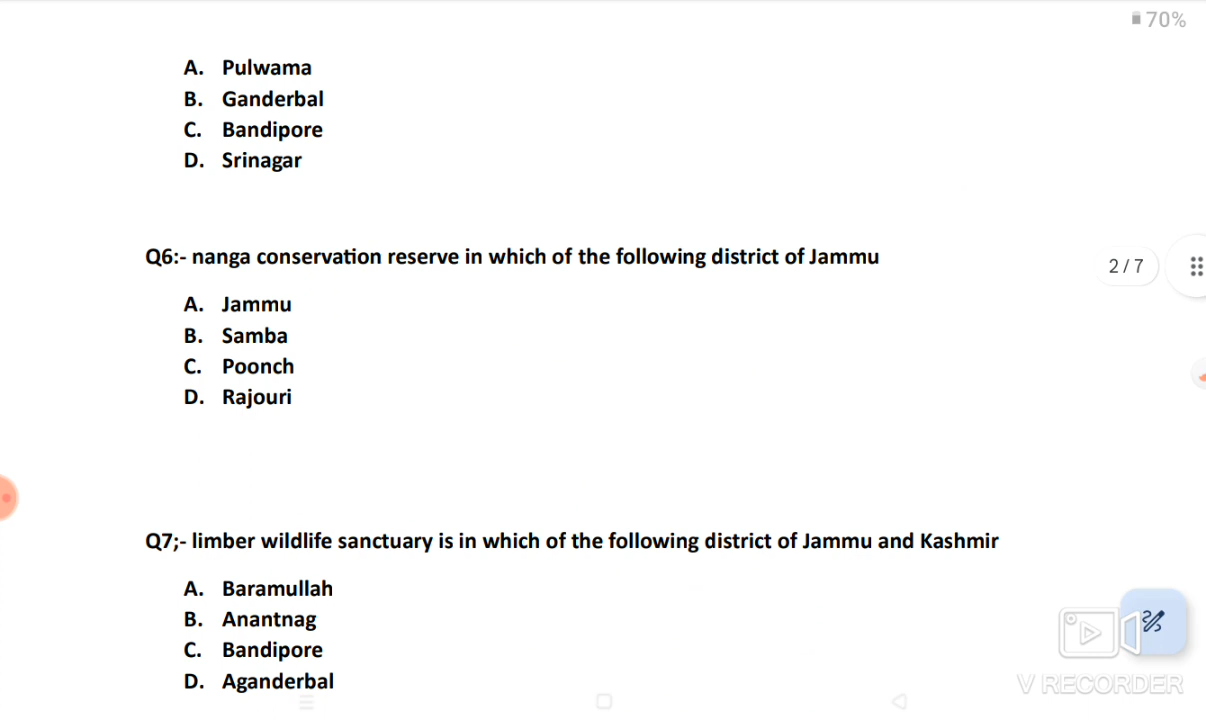 70%
A. Pulwama
B. Ganderbal
C. Bandipore
D. Srinagar
Q6:- nanga conservation reserve in which of the following district of Jammu
2/7
A. Jammu
B. Samba
C. Poonch
D. Rajouri
Q7;- limber wildlife sanctuary is in which of the following district of Jammu and Kashmir
A. Baramullah
B. Anantnag
C. Bandipore
D. Aganderbal
V RECORDER